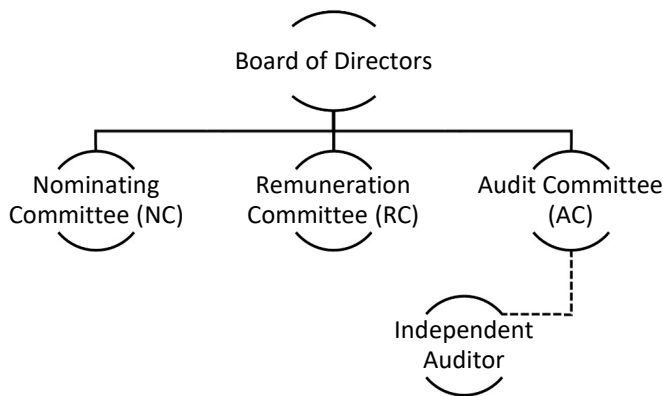 Board of Directors
Nominating
Committee (NC)
Remuneration
Committee (RC)
Audit Committee
(AC)
Independent
Auditor